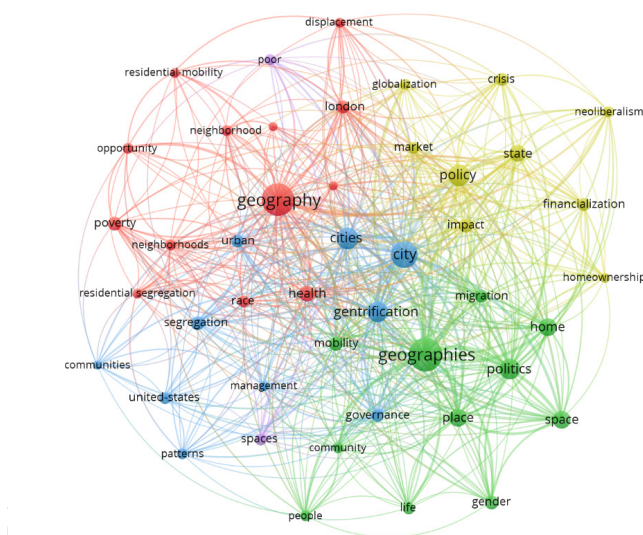 displacement
poor
residential-mobility
globalization
crisis
london
neoliberalism
neighborhood
opportunity
market
state
policy
geography
financialization
poverty
impact
urban
cities
neighborhoods
city
homeownership
residential segregation
race
health
migration
segregation
gentrification
home
mobility
geographies
communities
politics
management
united-states
governance
place
space
spaces
community
patterns
gender
life
people